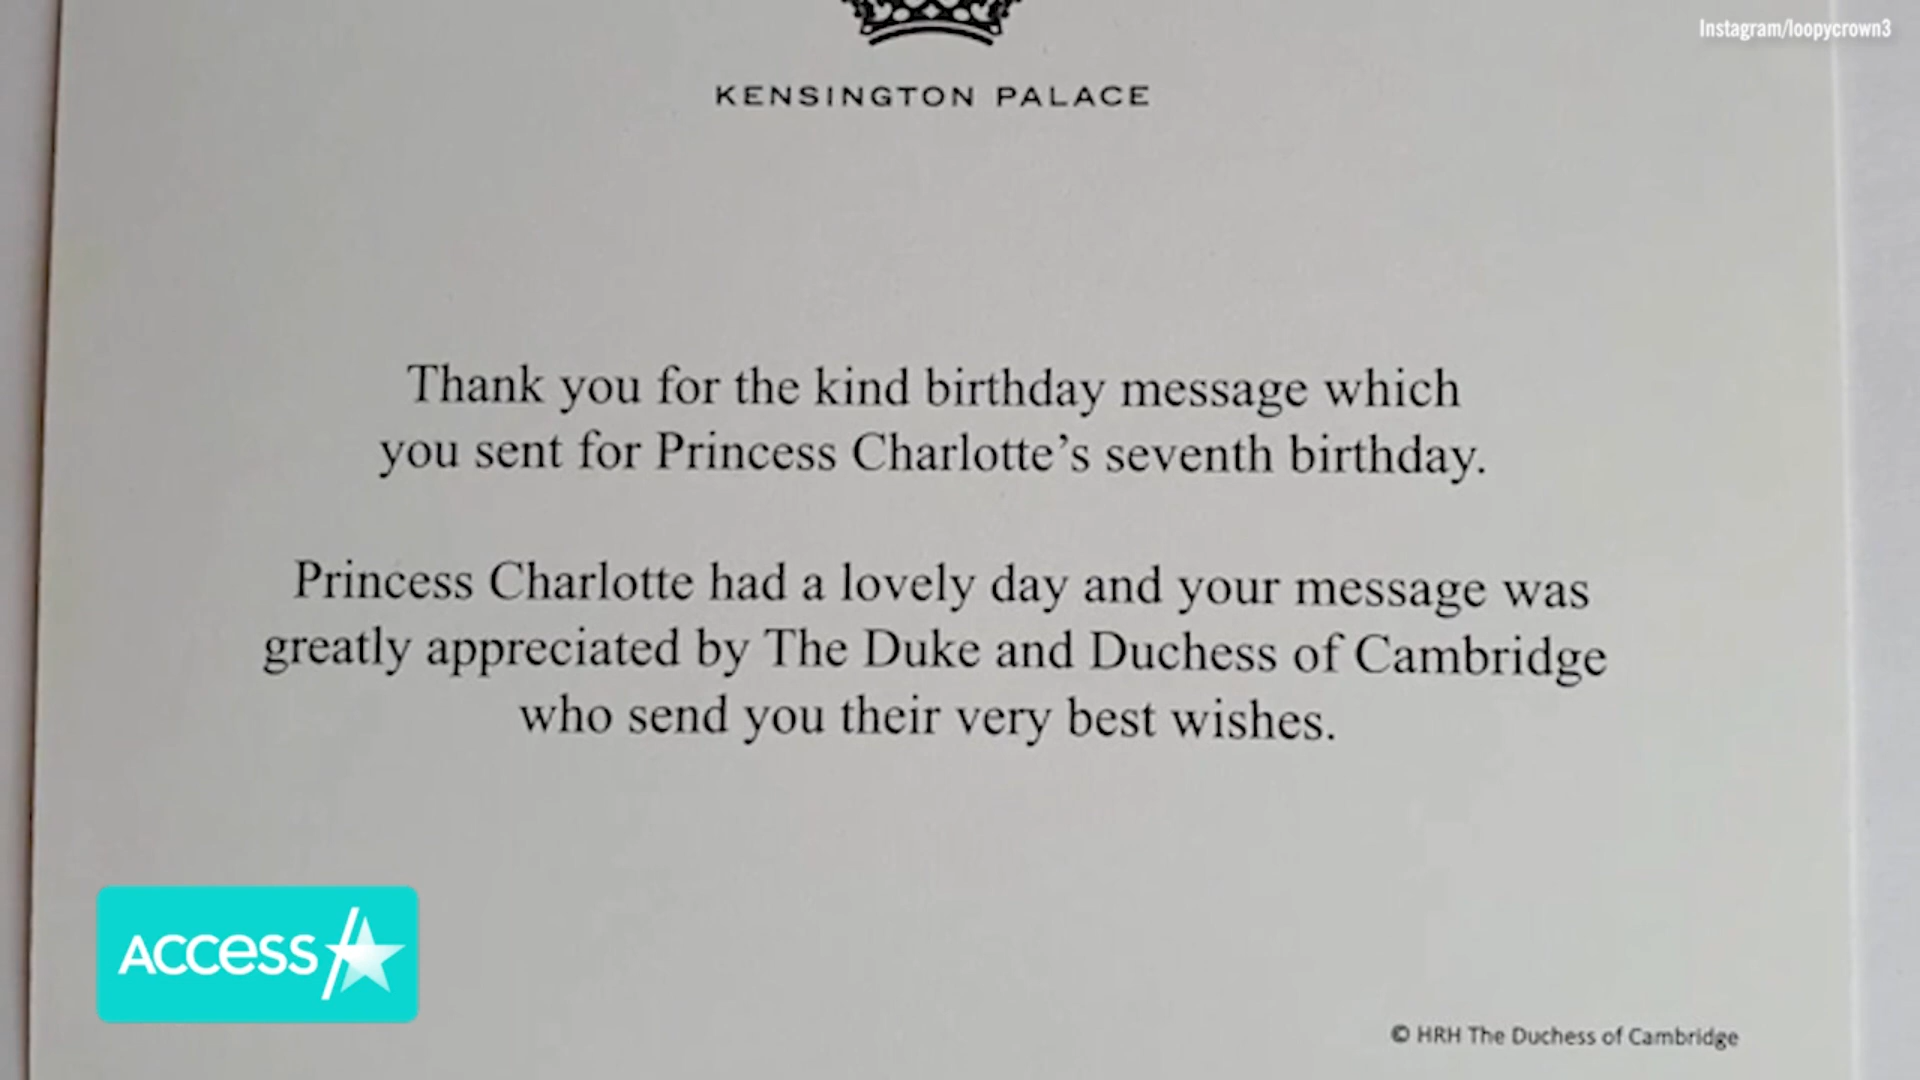 Instagram/loopycrown3
KENSINGTON PALACE
Thank you for the kind birthday message which
you sent for Princess Charlotte’s seventh birthday.
Princess Charlotte had a lovely day and your message was
greatly appreciated by The Duke and Duchess of Cambridge
who send you their very best wishes.
access
© HRH The Duchess of Cambridge